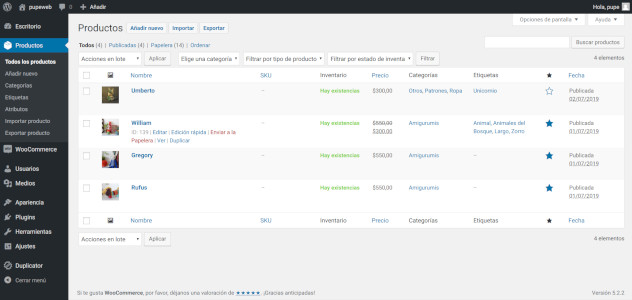 pupeweb 0 Añadir Hola, pupe
Escritorio
Productos
Todos los productos
Añadir nuevo
Categorías
Etiquetas
Atributos
Importar producto
Exportar producto
WooCommerce
Usuarios
Medios
Apariencia
Plugins
Herramientas
Ajustes
Duplicator
Cerrar menú
Opciones de pantalla Ayuda
Productos Añadir nuevo Importar Exportar
Todos (4) | Publicadas (4) | Papelera (14) | Ordenar
Buscar productos
Acciones en lote Aplicar Elige una categoría Filtrar por tipo de producto Filtrar por estado de inventa Filtrar 4 elementos
Nombre SKU Inventario Precio Categorías Etiquetas Fecha
Umberto – Hay existencias $300,00 Otros, Patrones, Ropa Unicornio Publicada
02/07/2019
William – Hay existencias $550,00 Amigurumis Animal, Animales del Publicada
ID: 139 | Editar | Edición rápida | Enviar a la $300,00 Bosque, Largo, Zorro 01/07/2019
Papelera | Ver | Duplicar
Gregory – Hay existencias $550,00 Amigurumis – Publicada
01/07/2019
Rufus – Hay existencias $550,00 Amigurumis – Publicada
01/07/2019
Nombre SKU Inventario Precio Categorías Etiquetas Fecha
Acciones en lote Aplicar 4 elementos
Si te gusta WooCommerce, por favor, déjanos una valoración de ★★★★★. ¡Gracias anticipadas! Versión 5.2.2